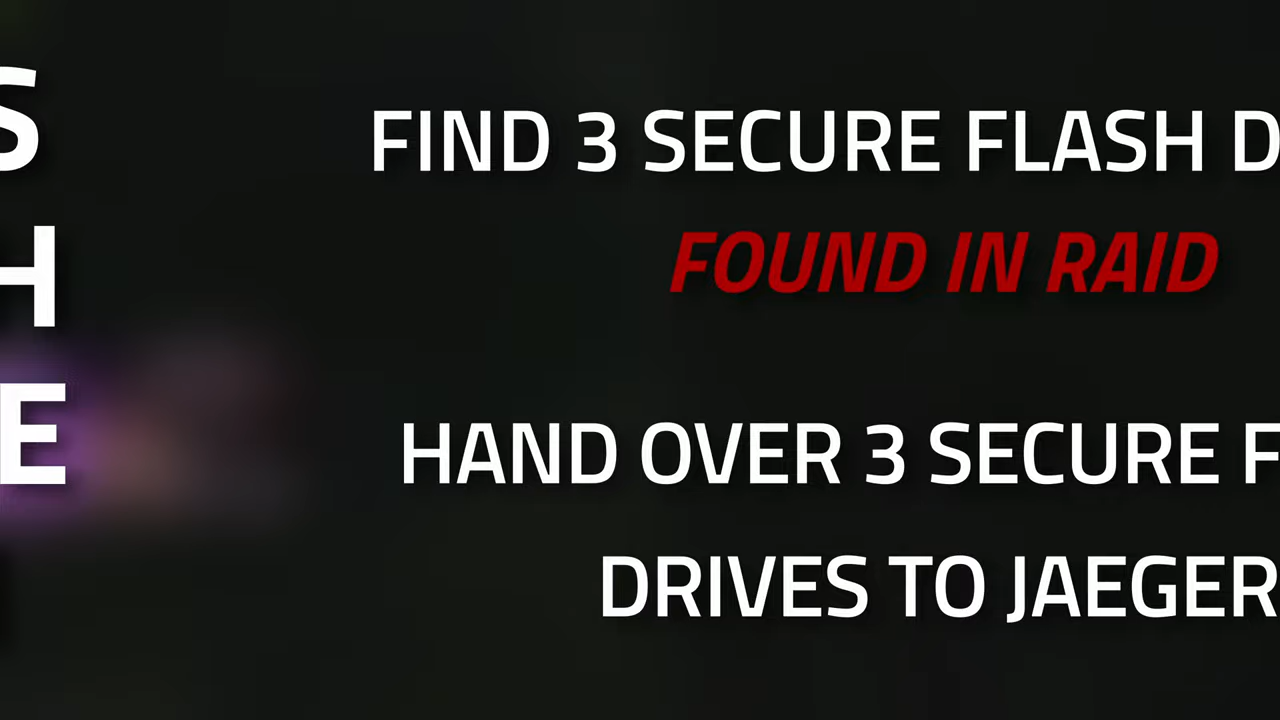 S
H
E
FIND 3 SECURE FLASH D
FOUND IN RAID
HAND OVER 3 SECURE F
DRIVES TO JAEGER